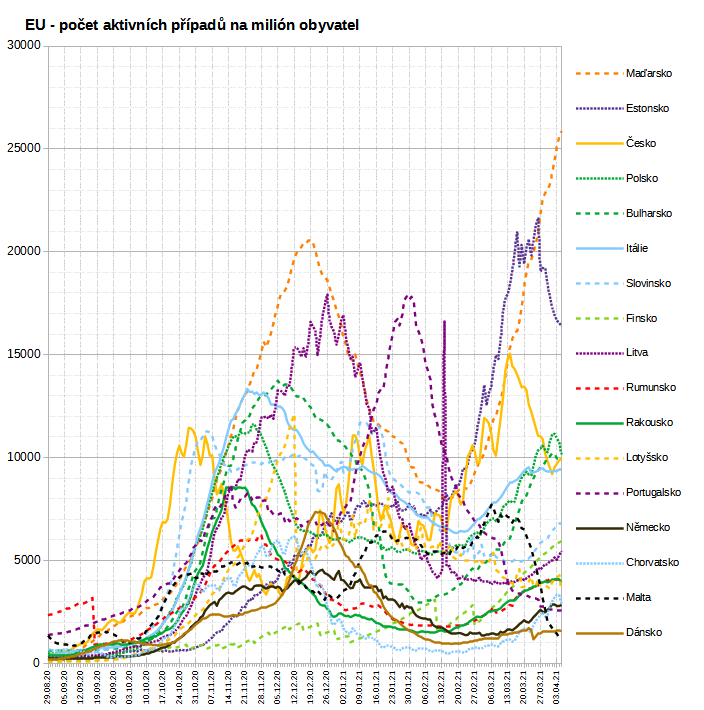 EU - počet aktivních případů na milión obyvatel
30000
25000
20000
15000
10000
5000
0
Maďarsko
Estonsko
Česko
Polsko
Bulharsko
Itálie
Slovinsko
Finsko
Litva
Rumunsko
Rakousko
Lotyšsko
Portugalsko
Německo
Chorvatsko
Malta
Dánsko
29.08.20
05.09.20
12.09.20
19.09.20
26.09.20
03.10.20
10.10.20
17.10.20
24.10.20
31.10.20
07.11.20
14.11.20
21.11.20
28.11.20
05.12.20
12.12.20
19.12.20
26.12.20
02.01.21
09.01.21
16.01.21
23.01.21
30.01.21
06.02.21
13.02.21
20.02.21
27.02.21
06.03.21
13.03.21
20.03.21
27.03.21
03.04.21